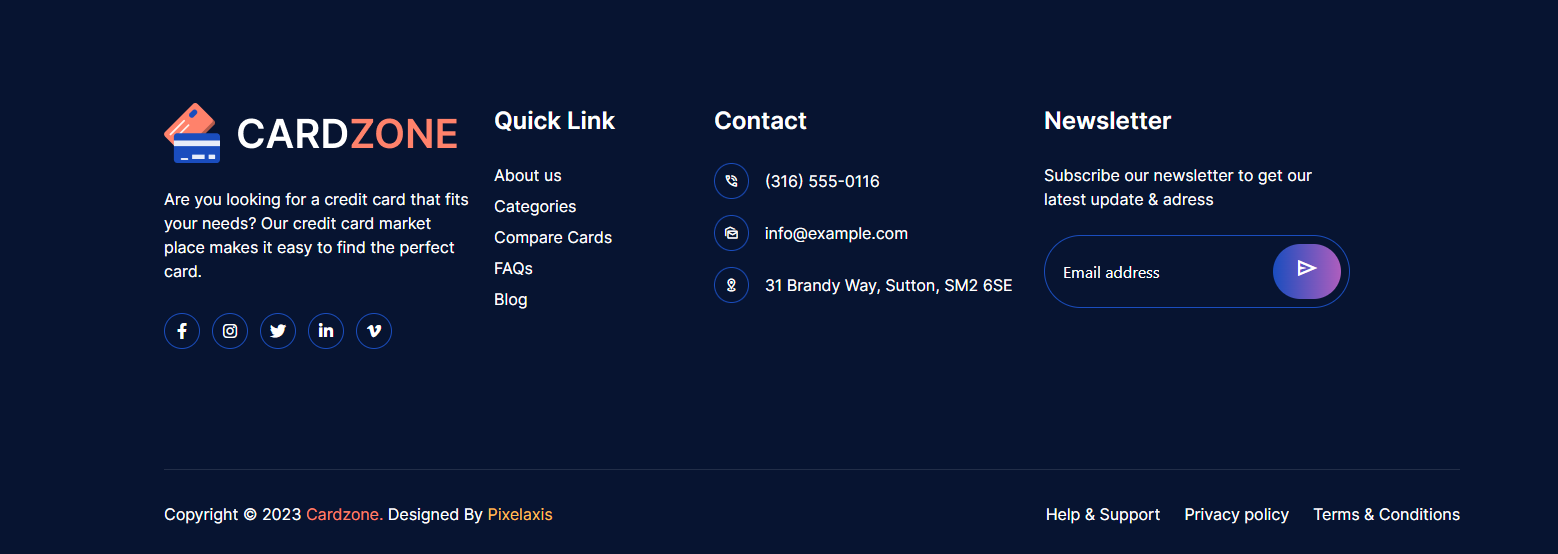 CARDZONE
Are you looking for a credit card that fits
your needs? Our credit card market
place makes it easy to find the perfect
card.
Quick Link
About us
Categories
Compare Cards
FAQs
Blog
Contact
(316) 555-0116
info@example.com
31 Brandy Way, Sutton, SM2 6SE
Newsletter
Subscribe our newsletter to get our
latest update & adress
Email address
Copyright © 2023 Cardzone. Designed By Pixelaxis
Help & Support Privacy policy Terms & Conditions